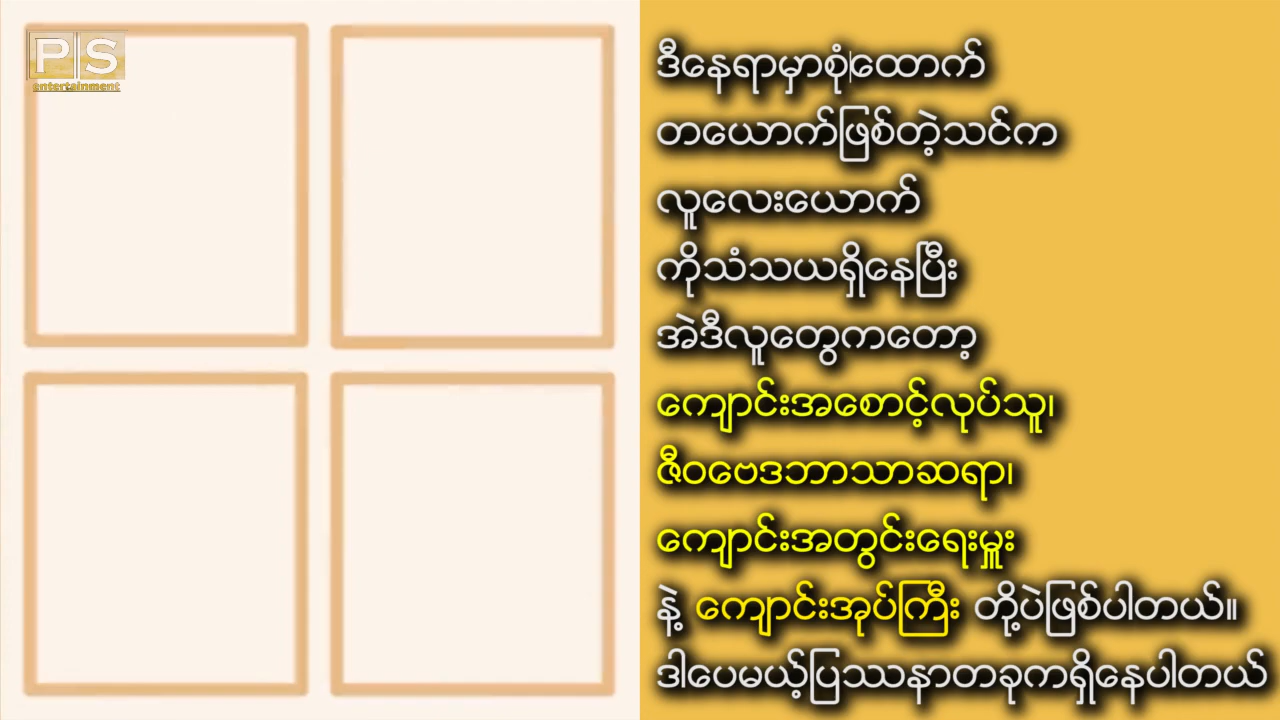 P|S
entertainment
ဒီနေရာမှာစုံထောက်
တယောက်ဖြစ်တဲ့သင်က
လူလေးယောက်
ကိုသံသယရှိနေပြီး
အဲဒီလူတွေကတော့
ကျောင်းအစောင့်လုပ်သူ၊
ဇီဝဗေဒဘာသာဆရာ၊
ကျောင်းအတွင်းရေးမှူး
နဲ့ ကျောင်းအုပ်ကြီး တို့ပဲဖြစ်ပါတယ်။
ဒါပေမယ့်ပြဿနာတခုကရှိနေပါတယ်